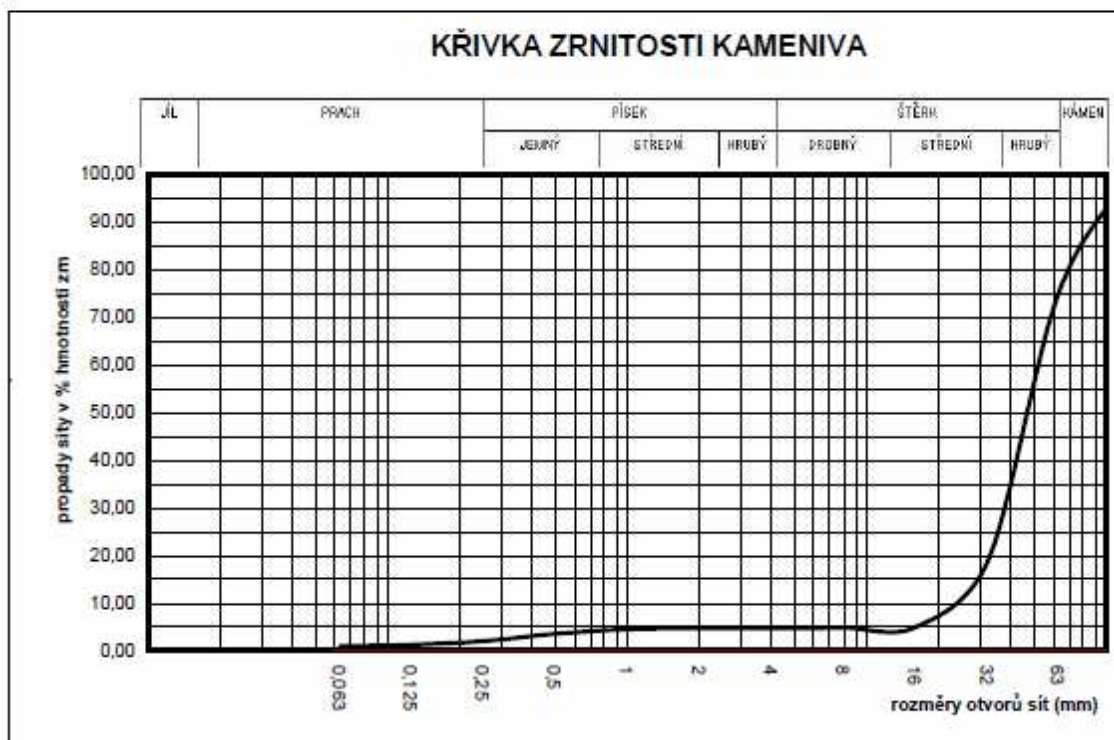 KŘIVKA ZRNITOSTI KAMENIVA
JÍL PRACH PÍSEK ŠTĚRK KÁMEN
JEMNÝ STŘEDNÍ HRUBÝ DROBNÝ STŘEDNÍ HRUBÝ
100,00
90,00
80,00
70,00
60,00
50,00
40,00
30,00
20,00
10,00
0,00
propady síty v % hmotnosti zm
0,063 0,125 0,25 0,5 1 2 4 8 16 32 63
rozměry otvorů sít (mm)